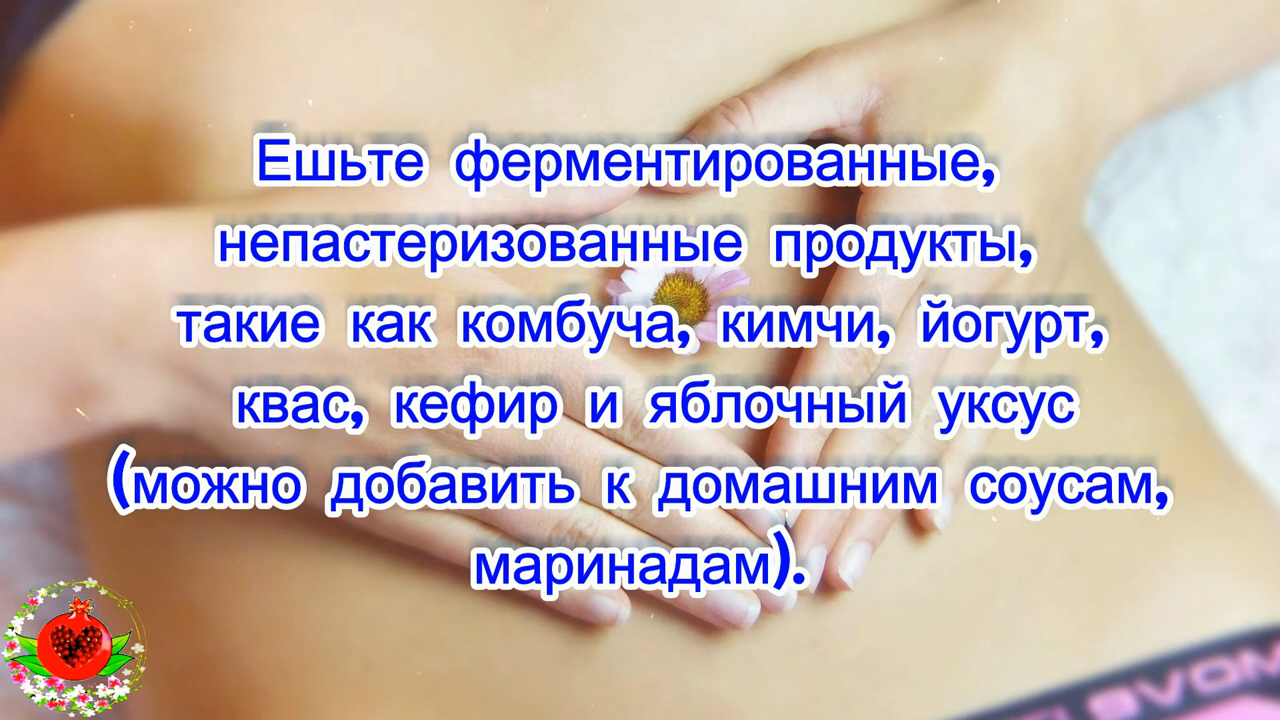 Ешьте ферментированные,
непастеризованные продукты,
такие как комбуча, кимчи, йогурт,
квас, кефир и яблочный уксус
(можно добавить к домашним соусам,
маринадам).